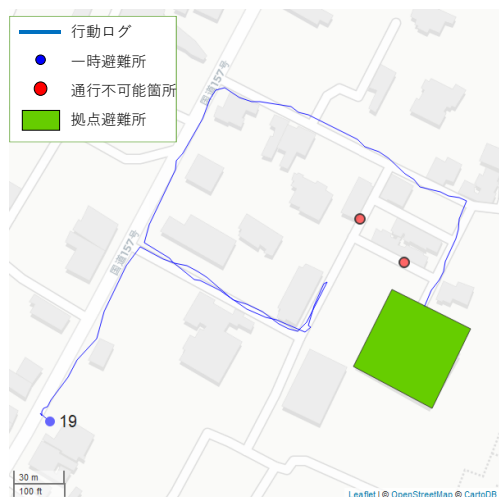 行動ログ
一時避難所
通行不可能箇所
拠点避難所
国道157号
国道157号
19
30 m
100 ft
Leaflet | © OpenStreetMap © CartoDB